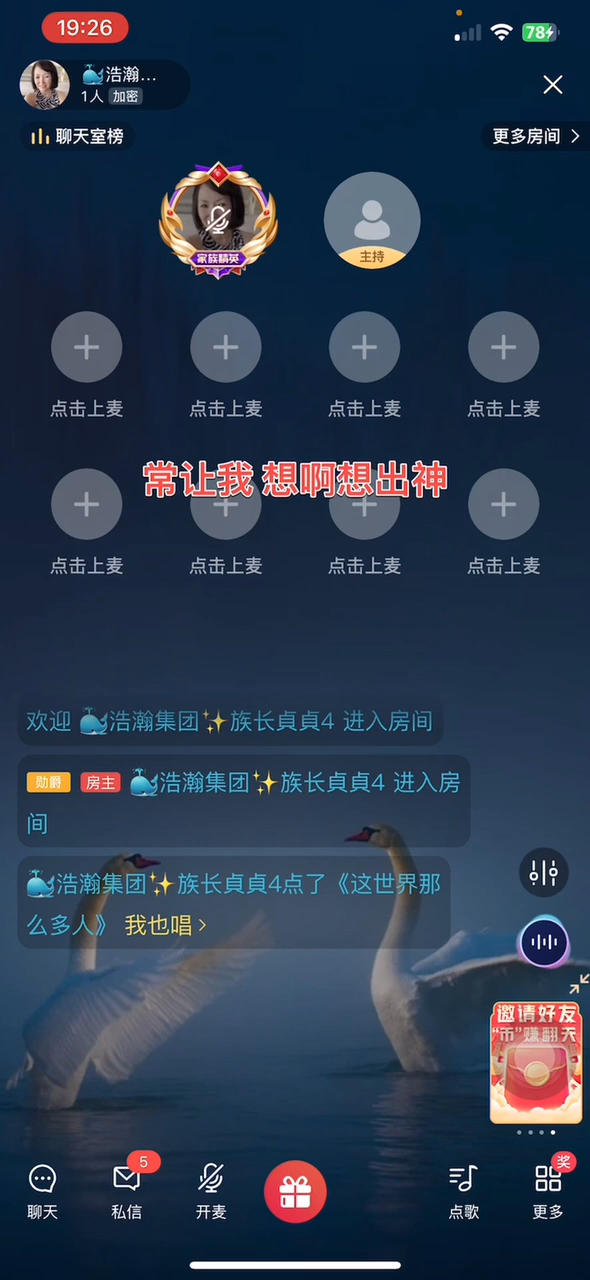 19:26
78
浩瀚…
1人 加密
聊天室榜
更多房间
家族精英
主持
点击上麦 点击上麦 点击上麦 点击上麦
常让我 想啊想出神
点击上麦 点击上麦 点击上麦 点击上麦
欢迎 浩瀚集团族长貞貞4 进入房间
勋爵 房主 浩瀚集团族长貞貞4 进入房
间
浩瀚集团族长貞貞4点了《这世界那
么多人》 我也唱
邀请好友
“币”赚翻天
5
奖
聊天 私信 开麦 点歌 更多